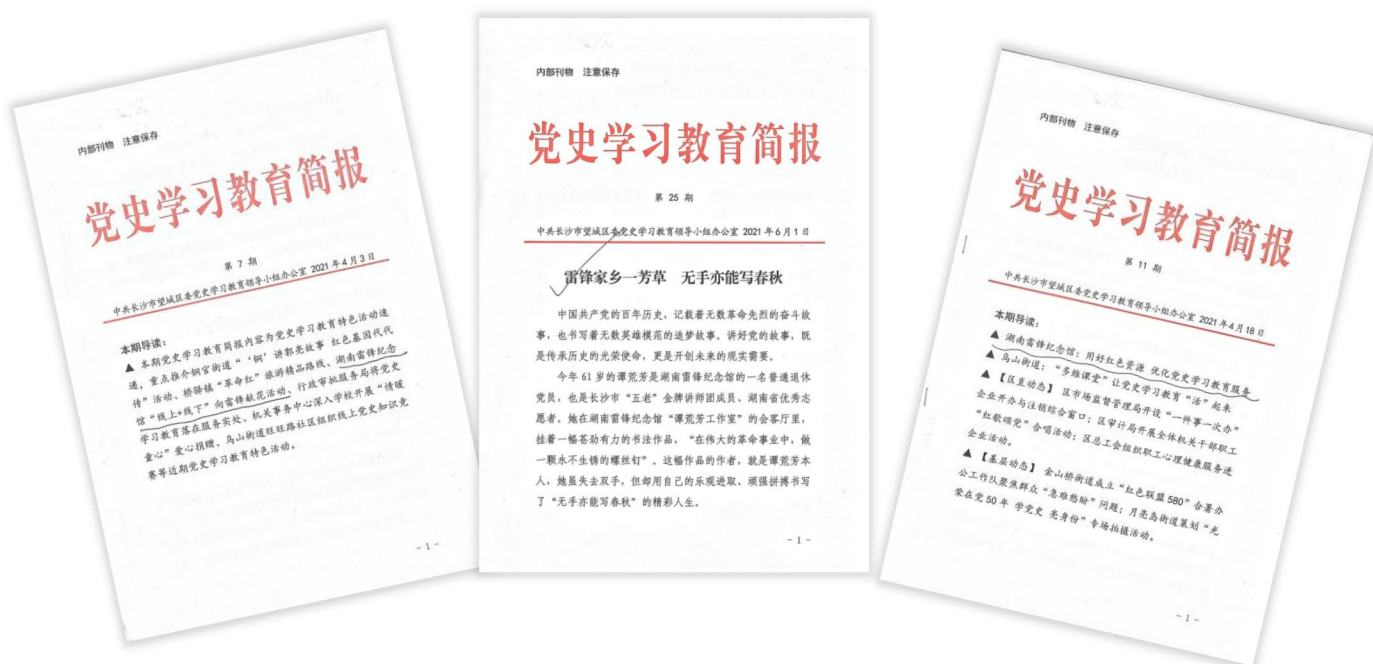 内部刊物 注意保存
党史学习教育简报
第 7 期
中共长沙市望城区委党史学习教育领导小组办公室 2021年4月3日
本期导读:
▲ 本期党史学习教育简报内容为党史学习教育特色活动速
递,重点推介铜官街道“‘铜’讲郭亮故事 红色基因代代
传”活动、桥驿镇“革命红”旅游精品路线、湖南雷锋纪念
馆“线上+线下”向雷锋献花活动、行政审批服务局将党史
学习教育落在服务实处、机关事务中心深入学校开展“情暖
童心”爱心捐赠、乌山街道旺旺路社区组织线上党史知识竞
赛等近期党史学习教育特色活动。
- 1 -
内部刊物 注意保存
党史学习教育简报
第 25 期
中共长沙市望城区委党史学习教育领导小组办公室 2021年6月1日
雷锋家乡一芳草 无手亦能写春秋
中国共产党的百年历史,记载着无数革命先烈的奋斗故
事,也书写着无数英雄模范的追梦故事。讲好党的故事,既
是传承历史的光荣使命,更是开创未来的现实需要。
今年 61 岁的谭荒芳是湖南雷锋纪念馆的一名普通退休
党员,也是长沙市“五老”金牌讲师团成员、湖南省优秀志
愿者。她在湖南雷锋纪念馆“谭荒芳工作室”的会客厅里,
挂着一幅苍劲有力的书法作品,“在伟大的革命事业中,做
一颗永不生锈的螺丝钉”。这幅作品的作者,就是谭荒芳本
人,她虽失去双手,但却用自己的乐观进取、顽强拼搏书写
了“无手亦能写春秋”的精彩人生。
- 1 -
内部刊物 注意保存
党史学习教育简报
第 11 期
中共长沙市望城区委党史学习教育领导小组办公室 2021年4月18日
本期导读:
▲ 湖南雷锋纪念馆:用好红色资源 优化党史学习教育服务
▲ 乌山街道:“多维课堂”让党史学习教育“活”起来
▲ 【区直动态】 区市场监督管理局开设“一件事一次办”
企业开办与注销综合窗口;区审计局开展全体机关干部职工
“红歌颂党”合唱活动;区总工会组织职工心理健康服务进
企业活动。
▲ 【基层动态】 金山桥街道成立“红色联盟580”合署办
公工作队聚焦群众“急难愁盼”问题;月亮岛街道策划“光
荣在党50年 学党史 亮身份”专场拍摄活动。
- 1 -